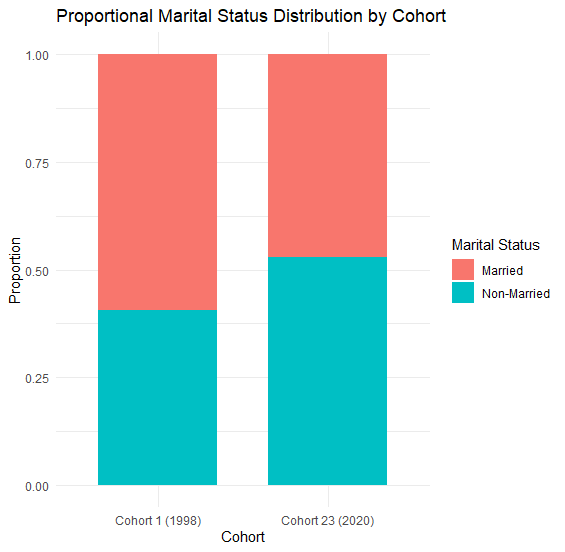 Proportional Marital Status Distribution by Cohort
Proportion
1.00
0.75
0.50
0.25
0.00
Cohort 1 (1998)
Cohort 23 (2020)
Cohort
Marital Status
Married
Non-Married